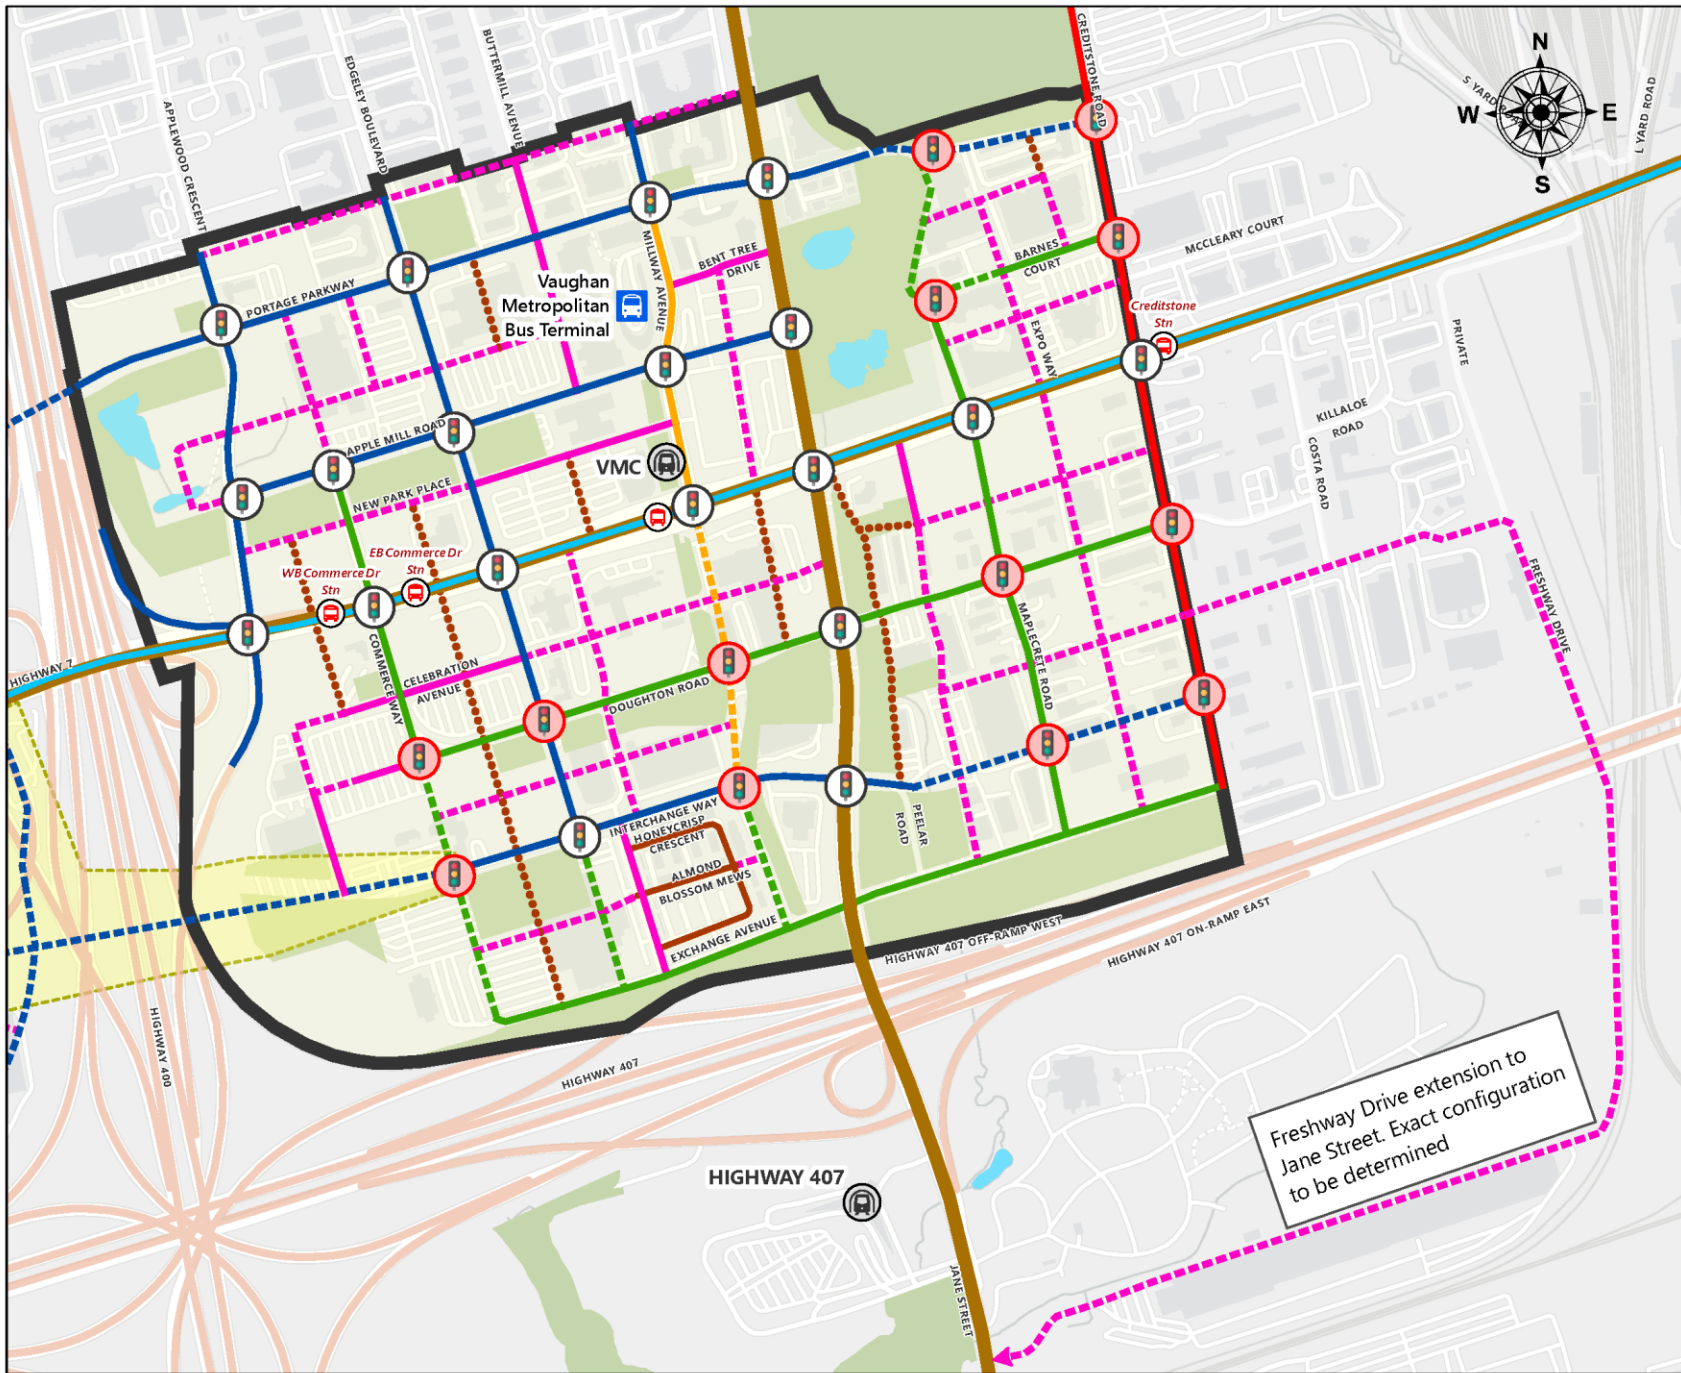 N
W
E
S
S YARD ROAD
L YARD ROAD
CREDITSTONE ROAD
BUTTERMILL AVENUE
EDGELEY BOULEVARD
APPLEWOOD CRESCENT
MILLWAY AVENUE
BENT TREE
DRIVE
BARNES
COURT
MCCLEARY COURT
PORTAGE PARKWAY
Vaughan
Metropolitan
Bus Terminal
Creditstone
Stn
EXPO WAY
PRIVATE
KILLALOE
ROAD
COSTA ROAD
APPLE MILL ROAD
VMC
NEW PARK PLACE
EB Commerce Dr
Stn
WB Commerce Dr
Stn
HIGHWAY 7
COMMERCE WAY
CELEBRATION
AVENUE
DOUGHTON ROAD
MAPLECRETE ROAD
FRESHWAY DRIVE
INTERCHANGE WAY
HONEYCRISP
CRESCENT
ALMOND
BLOSSOM MEWS
PEELAR
ROAD
EXCHANGE AVENUE
HIGHWAY 407 OFF-RAMP WEST
HIGHWAY 407 ON-RAMP EAST
HIGHWAY 400
HIGHWAY 407
Freshway Drive extension to
Jane Street. Exact configuration
to be determined
HIGHWAY 407
JANE STREET